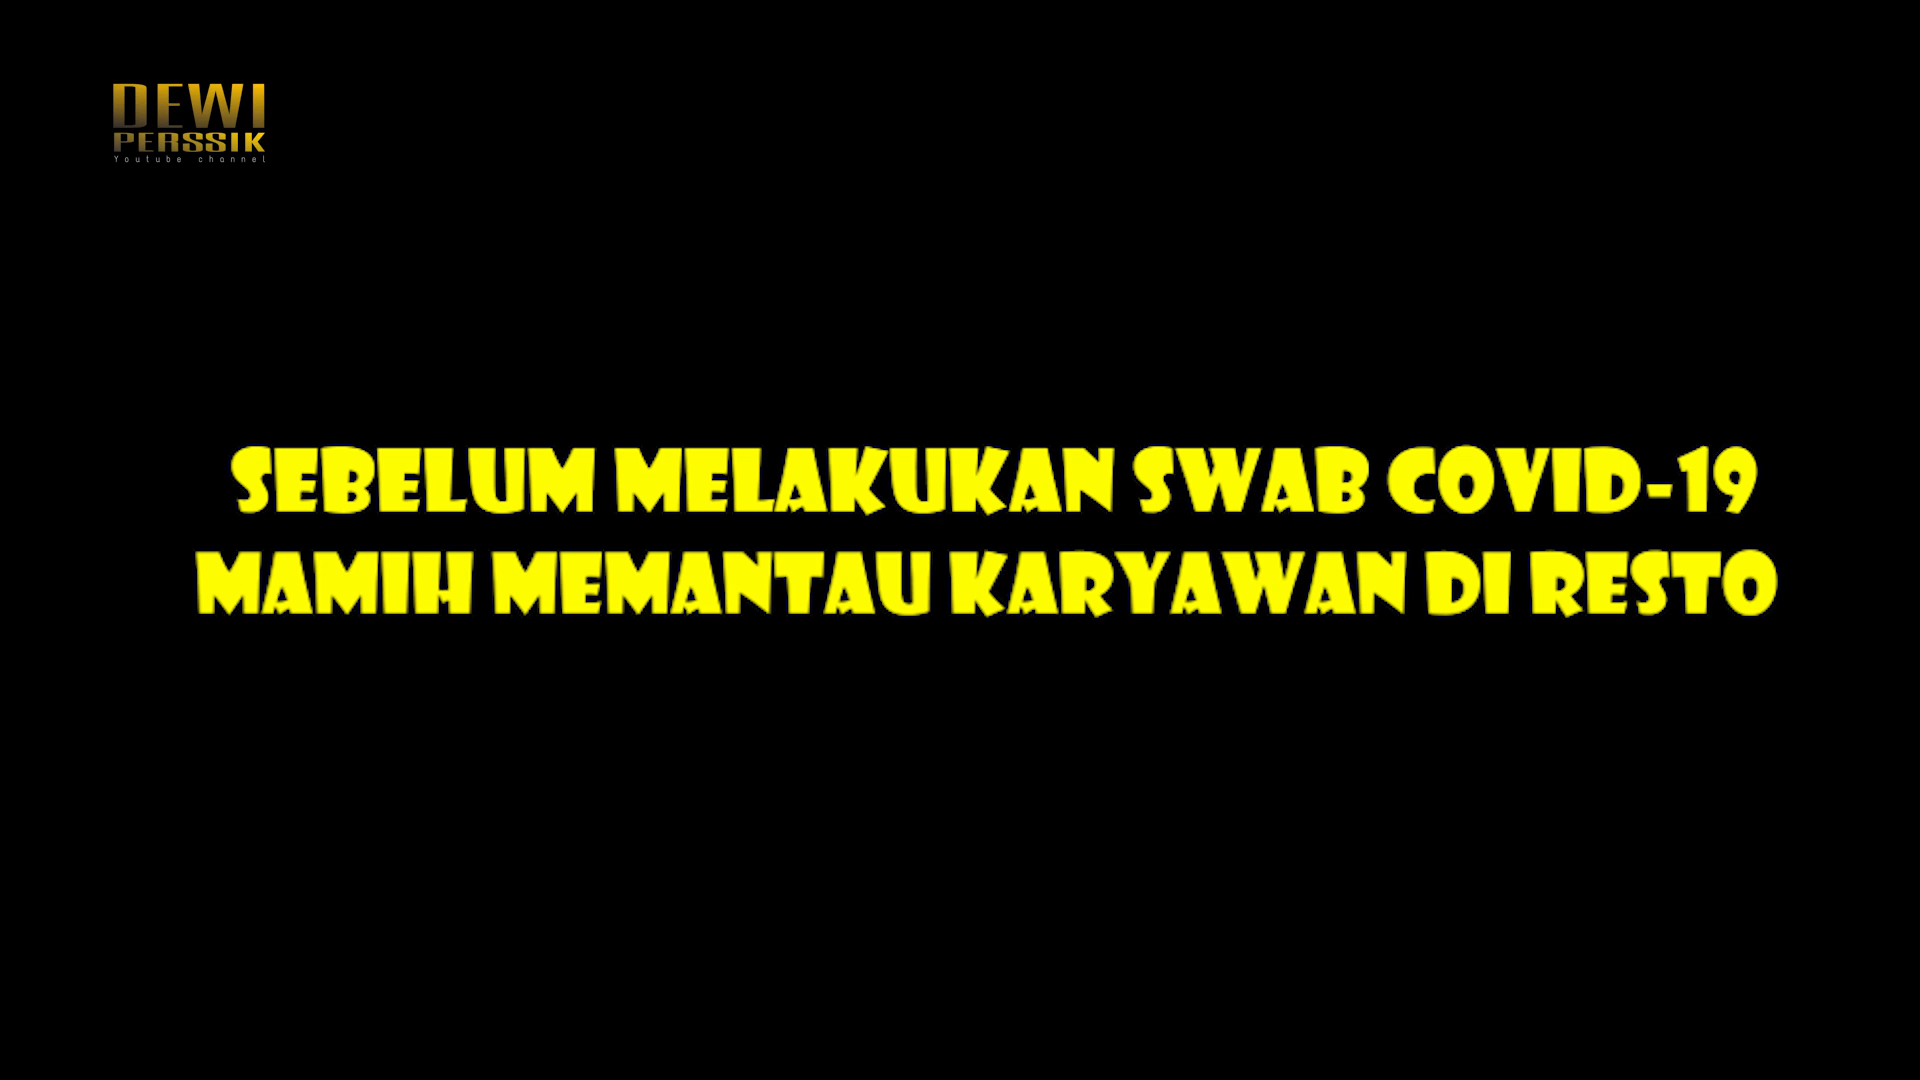 DEWI
PERSSIK
Youtube channel
SEBELUM MELAKUKAN SWAB COVID-19
MAMIH MEMANTAU KARYAWAN DI RESTO